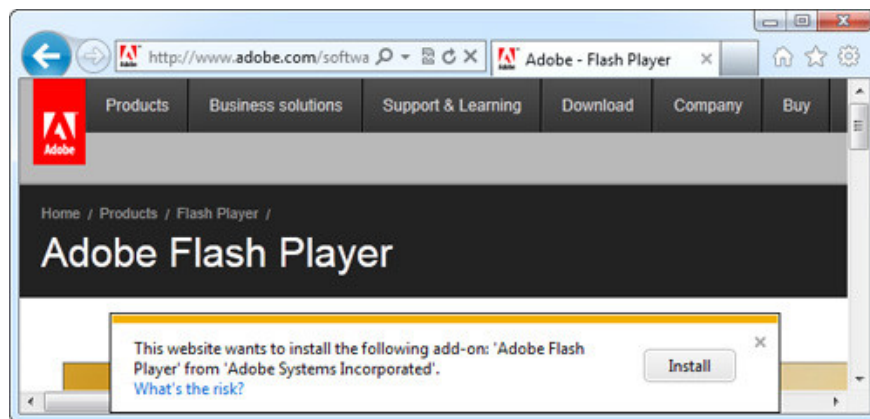 http://www.adobe.com/softwa
Adobe - Flash Player
Products Business solutions Support & Learning Download Company Buy
Adobe
Home / Products / Flash Player /
Adobe Flash Player
This website wants to install the following add-on: 'Adobe Flash
Player' from 'Adobe Systems Incorporated'.
What's the risk?
Install